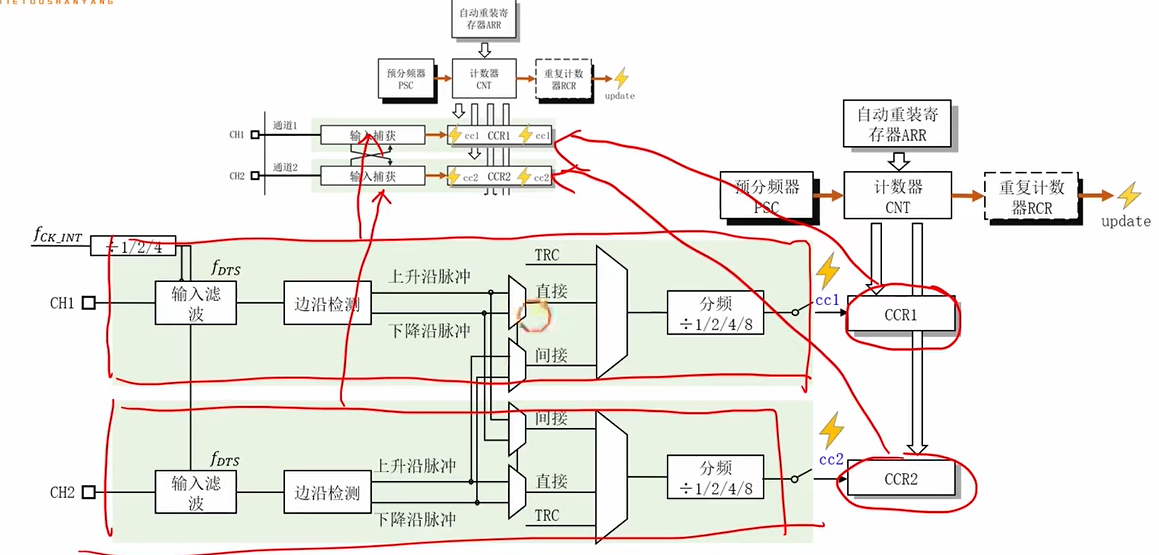 TIETOUSHANYANG
自动重装寄
存器ARR
预分频器
PSC
计数器
CNT
重复计数
器RCR
update
CH1
通道1
输入捕获
cc1
CCR1
cc1
CH2
通道2
输入捕获
cc2
CCR2
cc2
自动重装寄
存器ARR
预分频器
PSC
计数器
CNT
重复计数
器RCR
update
fCK_INT
÷1/2/4
fDTS
CH1
输入滤
波
边沿检测
上升沿脉冲
下降沿脉冲
TRC
直接
间接
分频
÷1/2/4/8
cc1
CCR1
fDTS
CH2
输入滤
波
边沿检测
上升沿脉冲
下降沿脉冲
间接
直接
TRC
分频
÷1/2/4/8
cc2
CCR2